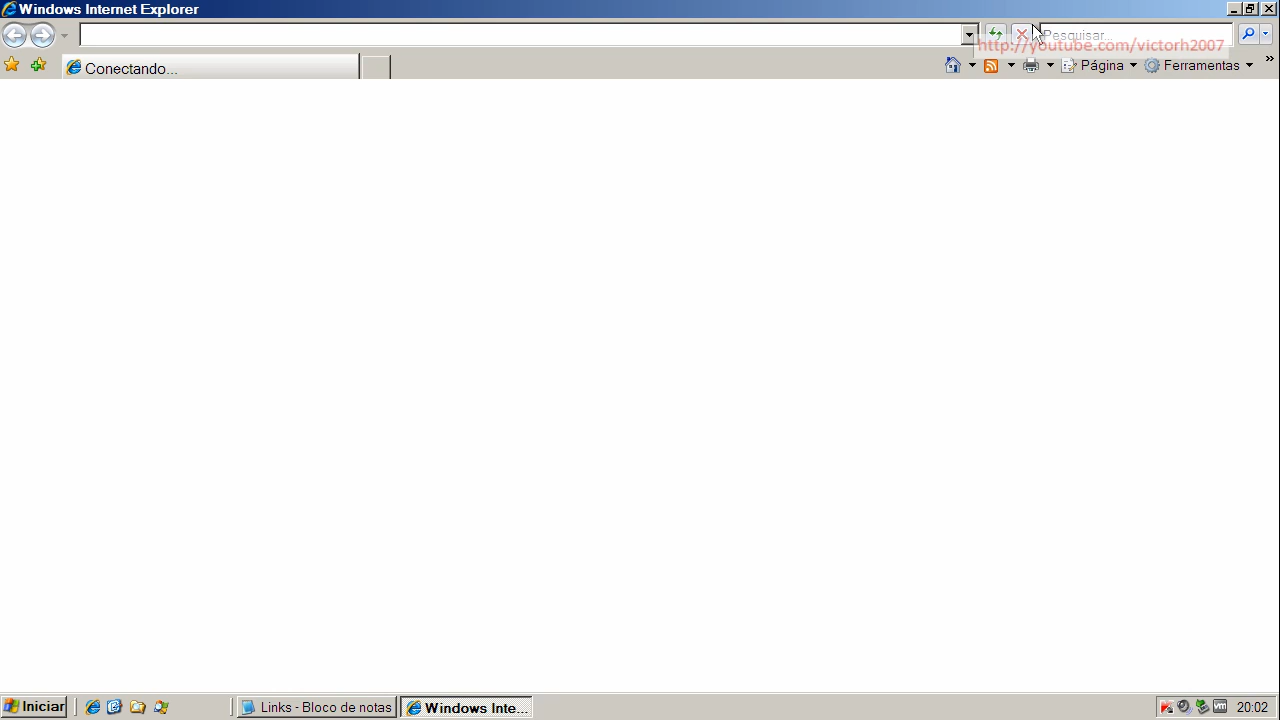 Windows Internet Explorer
Pesquisar...
http://youtube.com/victorh2007
Conectando...
Página
Ferramentas
»
Iniciar
Links - Bloco de notas
Windows Inte...
20:02